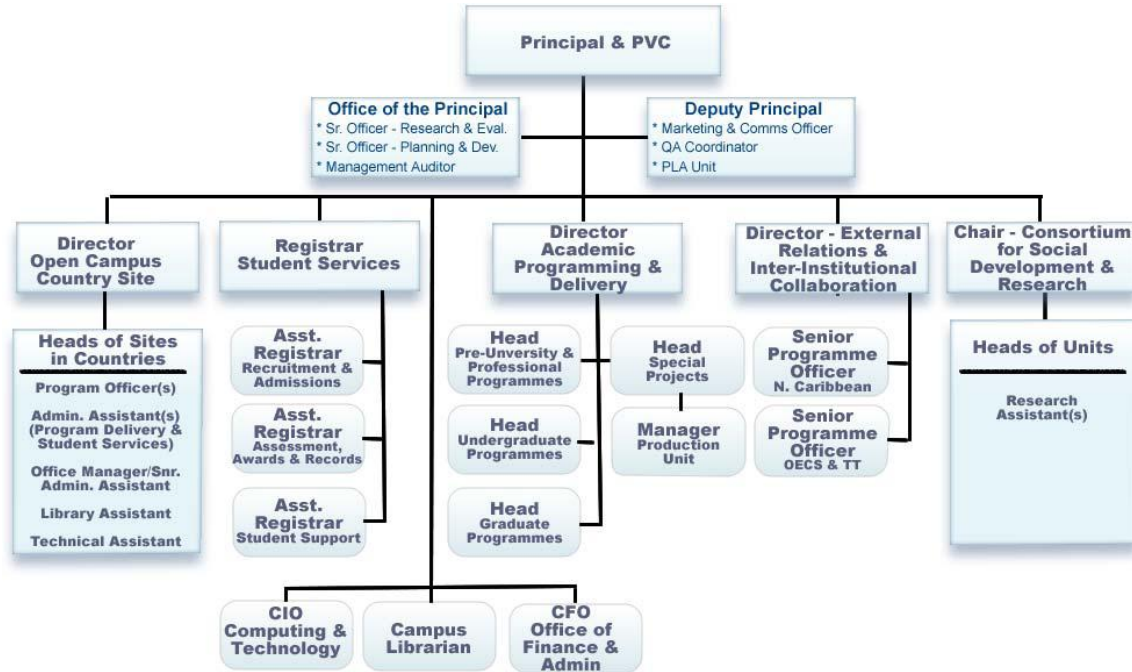 Principal & PVC
Office of the Principal
* Sr. Officer - Research & Eval.
* Sr. Officer - Planning & Dev.
* Management Auditor
Deputy Principal
* Marketing & Comms Officer
* QA Coordinator
* PLA Unit
Director
Open Campus
Country Site
Registrar
Student Services
Director
Academic
Programming &
Delivery
Director - External
Relations &
Inter-Institutional
Collaboration
Chair - Consortium
for Social
Development &
Research
Heads of Sites
in Countries
Program Officer(s)
Admin. Assistant(s)
(Program Delivery &
Student Services)
Office Manager/Snr.
Admin. Assistant
Library Assistant
Technical Assistant
Asst.
Registrar
Recruitment &
Admissions
Asst.
Registrar
Assessment,
Awards & Records
Asst.
Registrar
Student Support
Head
Pre-Unversity &
Professional
Programmes
Head
Undergraduate
Programmes
Head
Graduate
Programmes
Head
Special
Projects
Manager
Production
Unit
Senior
Programme
Officer
N. Caribbean
Senior
Programme
Officer
OECS & TT
Heads of Units
Research
Assistant(s)
CIO
Computing &
Technology
Campus
Librarian
CFO
Office of
Finance &
Admin